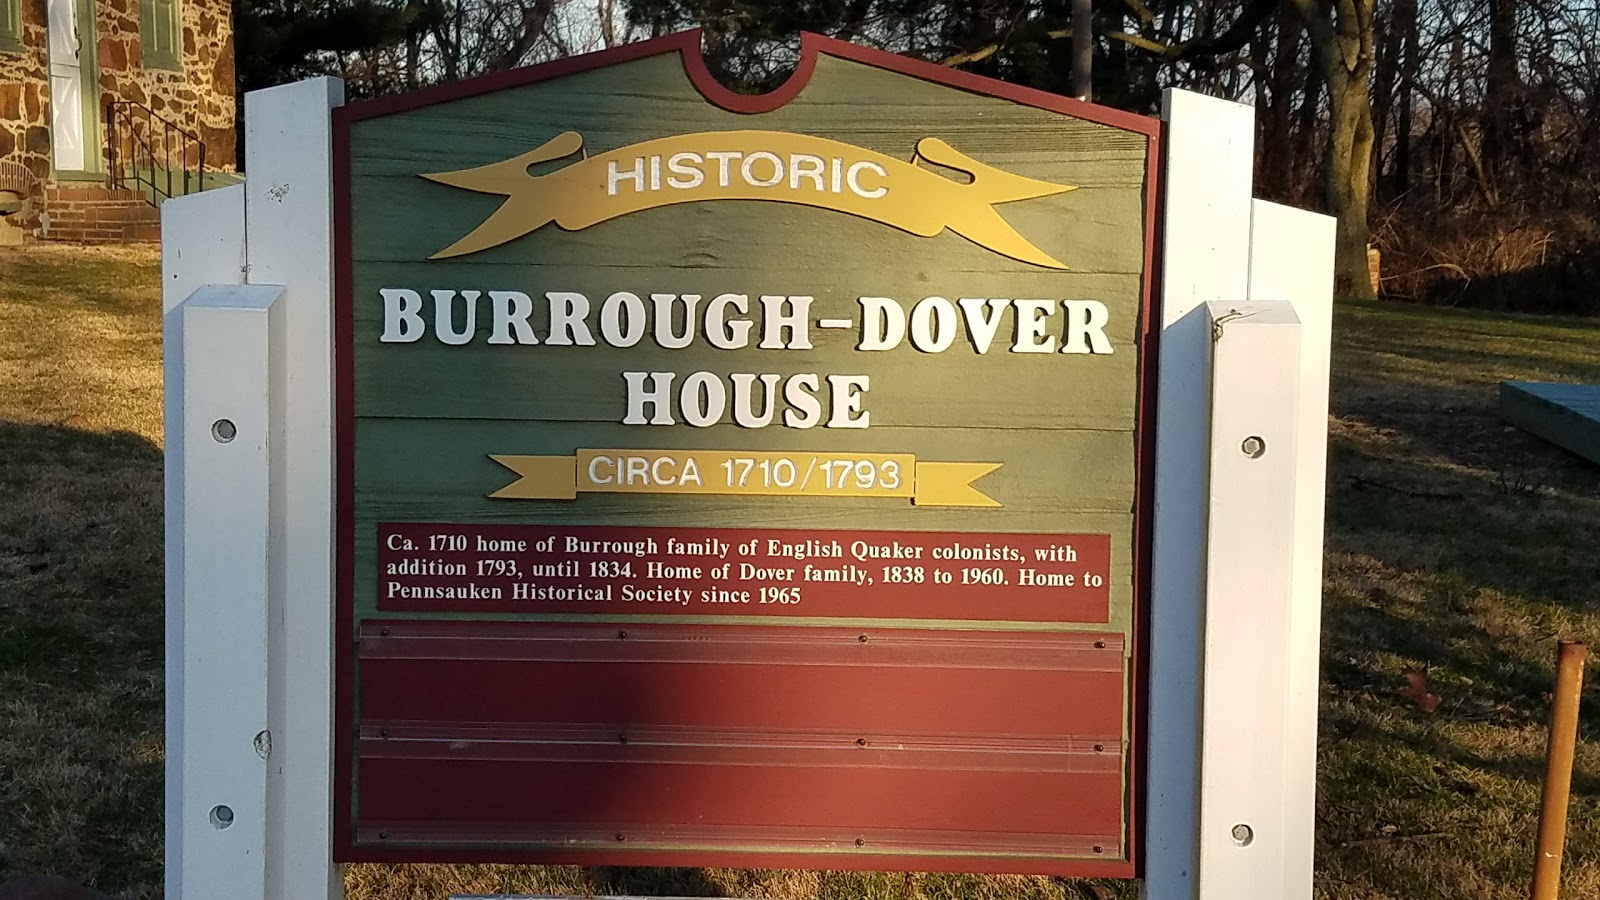 HISTORIC
BURROUGH-DOVER
HOUSE
CIRCA 1710/1793
Ca. 1710 home of Burrough family of English Quaker colonists, with
addition 1793, until 1834. Home of Dover family, 1838 to 1960. Home to
Pennsauken Historical Society since 1965